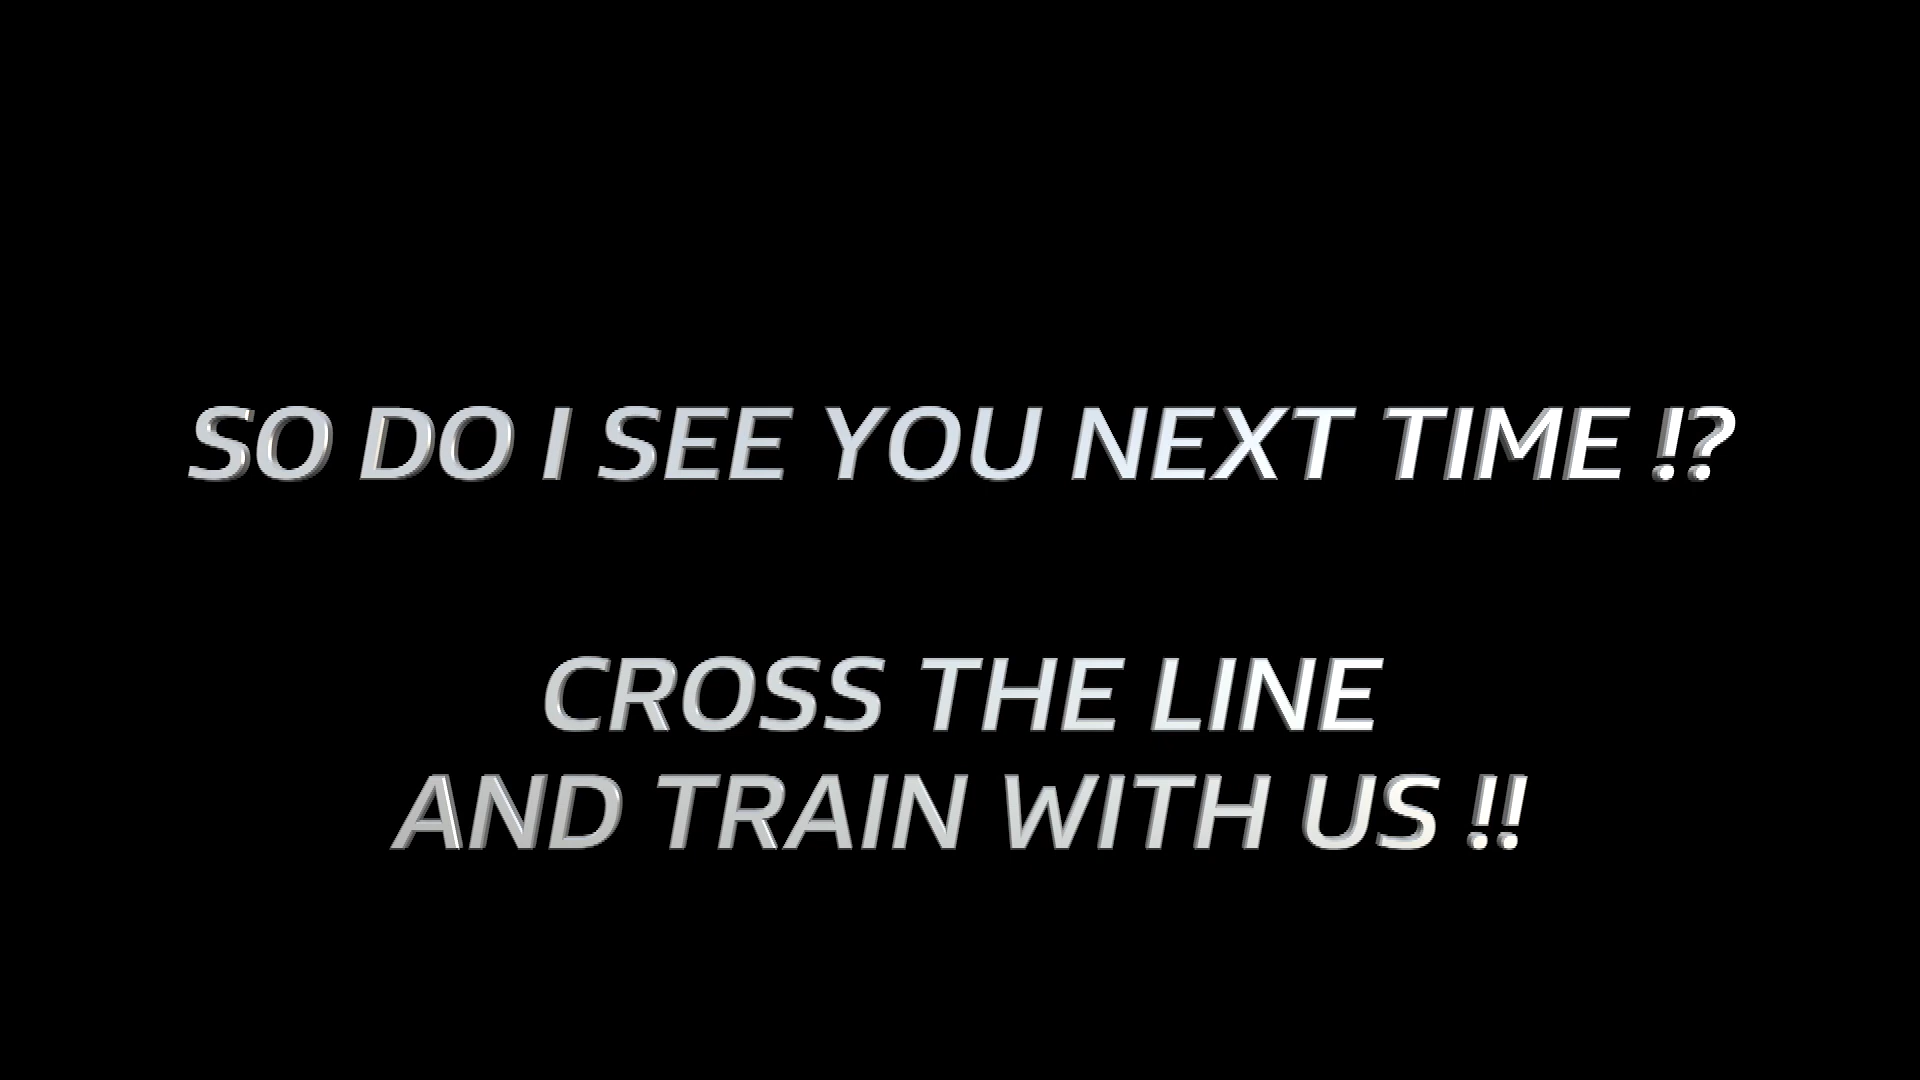 SO DO I SEE YOU NEXT TIME !?
CROSS THE LINE
AND TRAIN WITH US !!